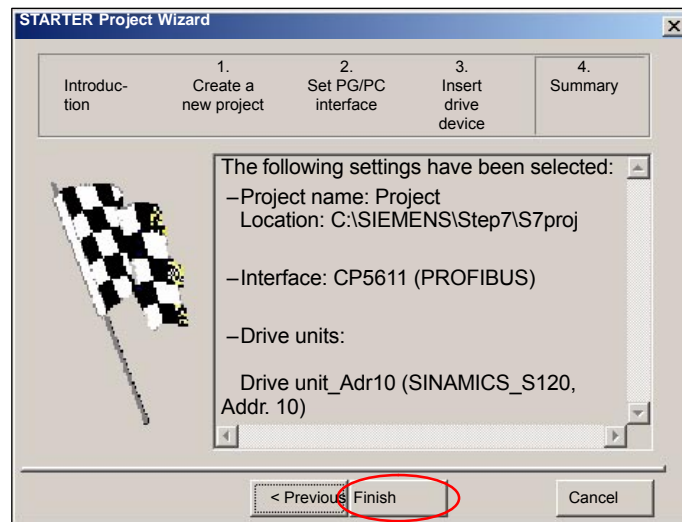 STARTER Project Wizard
Introduc-
tion
1.
Create a
new project
2.
Set PG/PC
interface
3.
Insert
drive
device
4.
Summary
The following settings have been selected:
–Project name: Project
Location: C:\SIEMENS\Step7\S7proj
–Interface: CP5611 (PROFIBUS)
–Drive units:
Drive unit_Adr10 (SINAMICS_S120,
Addr. 10)
< Previous
Finish
Cancel